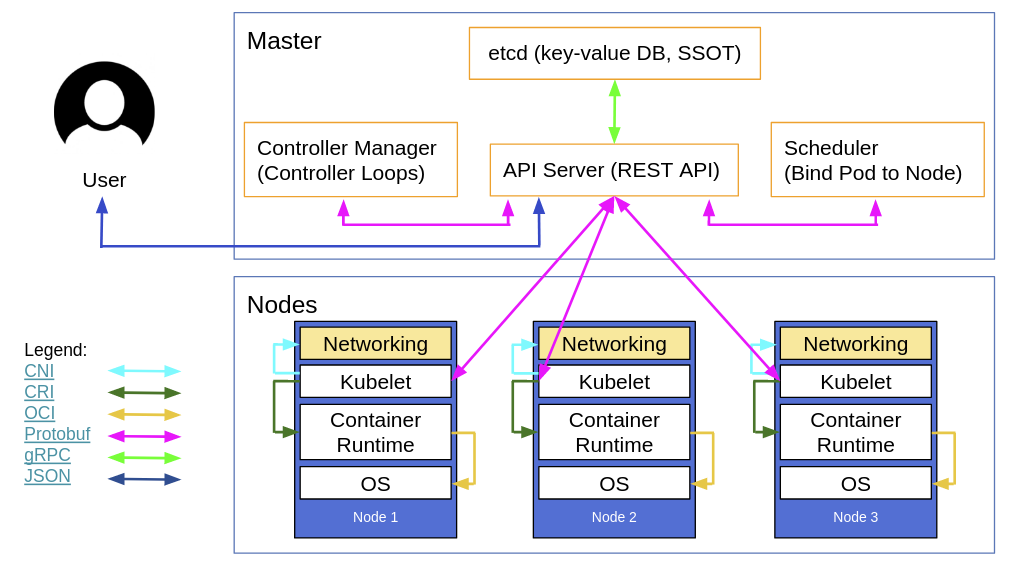 Master
etcd (key-value DB, SSOT)
Controller Manager
(Controller Loops)
API Server (REST API)
Scheduler
(Bind Pod to Node)
User
Nodes
Networking
Kubelet
Container
Runtime
OS
Node 1
Networking
Kubelet
Container
Runtime
OS
Node 2
Networking
Kubelet
Container
Runtime
OS
Node 3
Legend:
CNI
CRI
OCI
Protobuf
gRPC
JSON